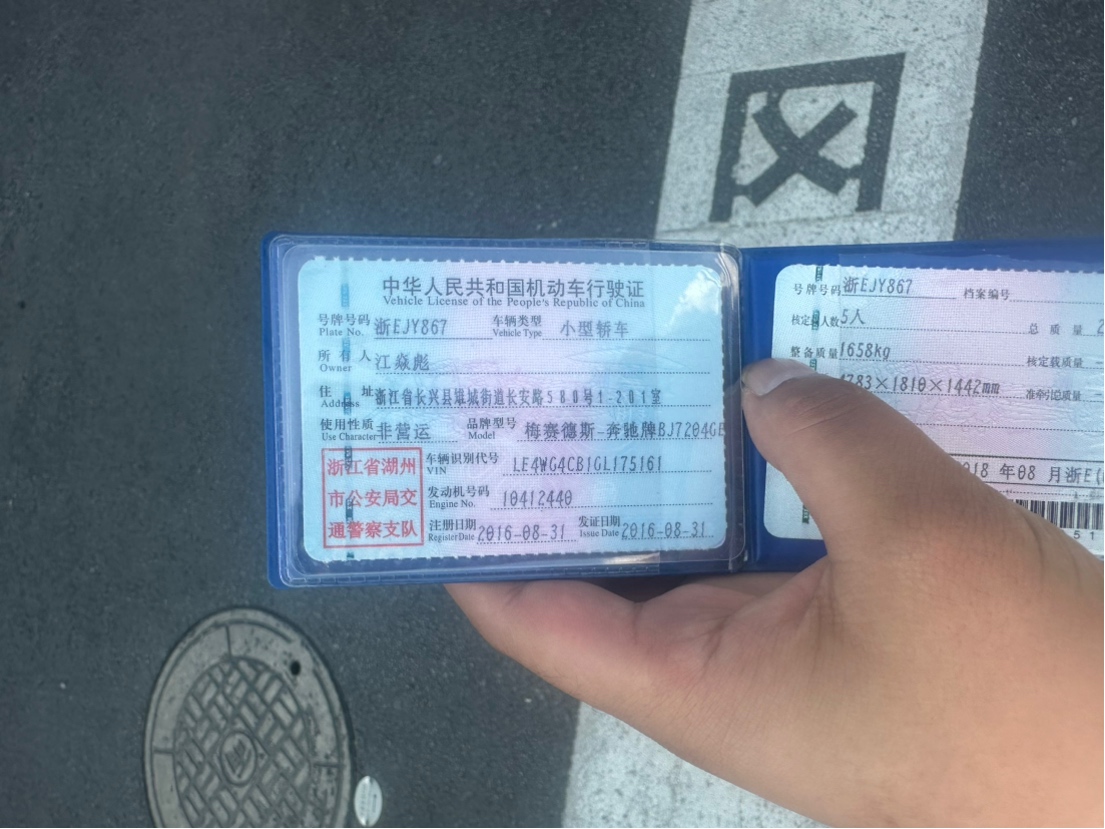 中华人民共和国机动车行驶证
Vehicle License of the People's Republic of China
号牌号码 浙EJY867 车辆类型 小型轿车
Plate No. Vehicle Type
所有人 江焱彪
Owner
住址 浙江省长兴县雉城街道长安路580号1-201室
Address
使用性质 非营运 品牌型号 梅赛德斯-奔驰牌BJ7204GE
Use Character Model
浙江省湖州
市公安局交
通警察支队
车辆识别代号 LE4WG4CB1GL175161
VIN
发动机号码 10412440
Engine No.
注册日期 2016-08-31 发证日期 2016-08-31
Register Date Issue Date
号牌号码 浙EJY867 档案编号
核定 人数 5人 总质量 2
整备质量 1658kg 核定载质量
4783×1810×1442mm 准牵引总质量
018 年08 月浙E(
5 1